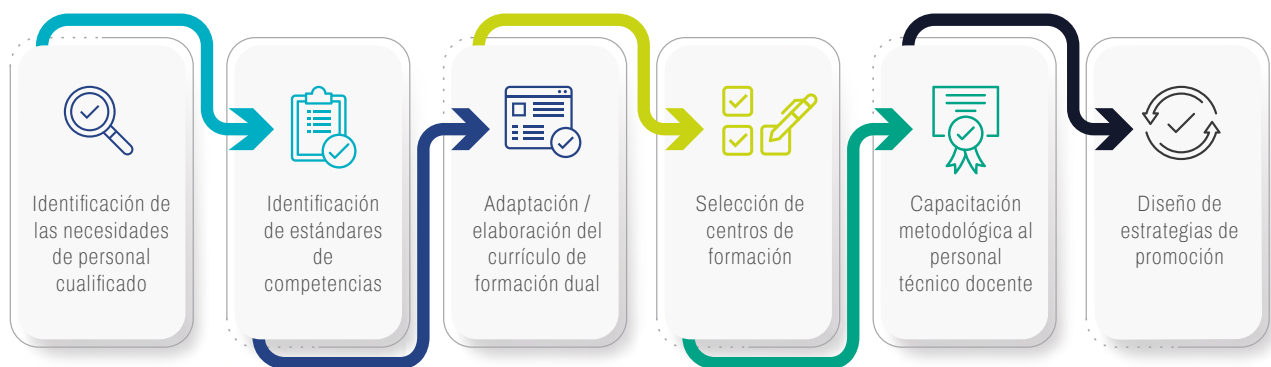 Identificación de
las necesidades
de personal
cualificado
Identificación
de estándares
de
competencias
Adaptación /
elaboración del
currículo de
formación dual
Selección de
centros de
formación
Capacitación
metodológica al
personal
técnico docente
Diseño de
estrategias de
promoción